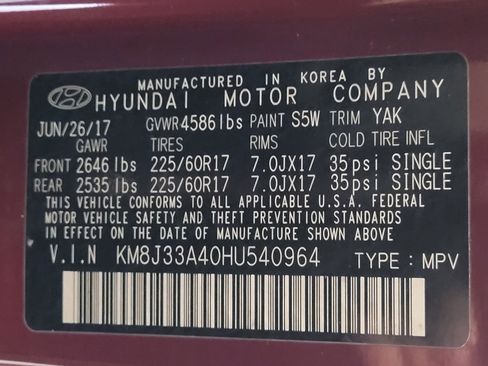 MANUFACTURED IN KOREA BY
HYUNDAI MOTOR COMPANY
JUN/26/17 GVWR 4586 lbs PAINT S5W TRIM YAK
GAWR TIRES RIMS COLD TIRE INFL
FRONT 2646 lbs 225/60R17 7.0JX17 35psi SINGLE
REAR 2535 lbs 225/60R17 7.0JX17 35psi SINGLE
THIS VEHICLE CONFORMS TO ALL APPLICABLE U.S.A. FEDERAL
MOTOR VEHICLE SAFETY AND THEFT PREVENTION STANDARDS
IN EFFECT ON THE DATE OF MANUFACTURE SHOWN ABOVE.
V.I.N KM8J33A40HU540964 TYPE : MPV